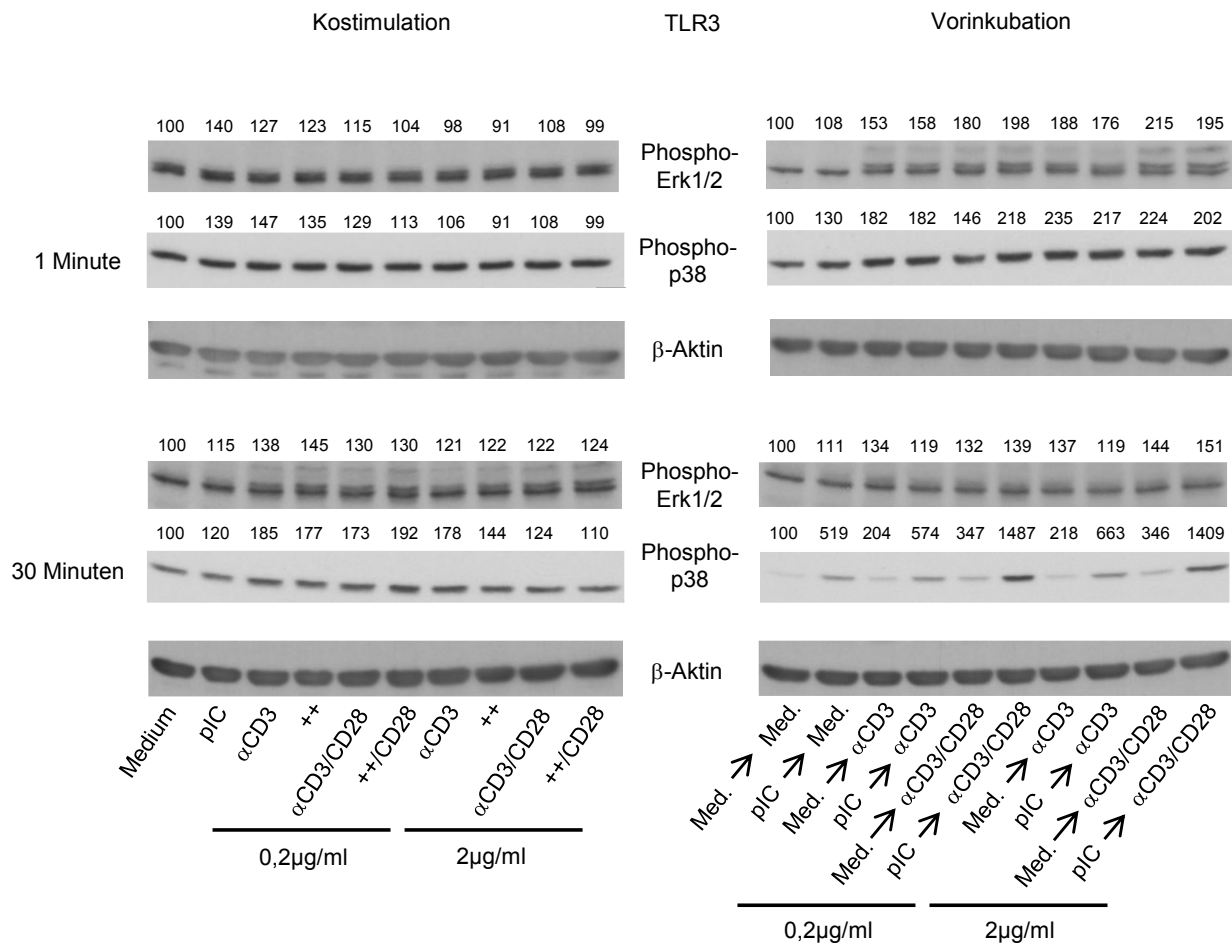 Kostimulation TLR3 Vorinkubation
100 140 127 123 115 104 98 91 108 99
100 108 153 158 180 198 188 176 215 195
Phospho-
Erk1/2
100 139 147 135 129 113 106 91 108 99
100 130 182 182 146 218 235 217 224 202
1 Minute
Phospho-
p38
β-Aktin
100 115 138 145 130 130 121 122 122 124
100 111 134 119 132 139 137 119 144 151
Phospho-
Erk1/2
100 120 185 177 173 192 178 144 124 110
100 519 204 574 347 1487 218 663 346 1409
30 Minuten
Phospho-
p38
β-Aktin
Medium
pIC
αCD3
++
αCD3/CD28
++/CD28
αCD3
++
αCD3/CD28
++/CD28
0,2µg/ml
2µg/ml
Med. ➔ Med.
pIC ➔ Med.
Med. ➔ αCD3
pIC ➔ αCD3
Med. ➔ αCD3/CD28
pIC ➔ αCD3/CD28
Med. ➔ αCD3
pIC ➔ αCD3
Med. ➔ αCD3/CD28
pIC ➔ αCD3/CD28
0,2µg/ml
2µg/ml